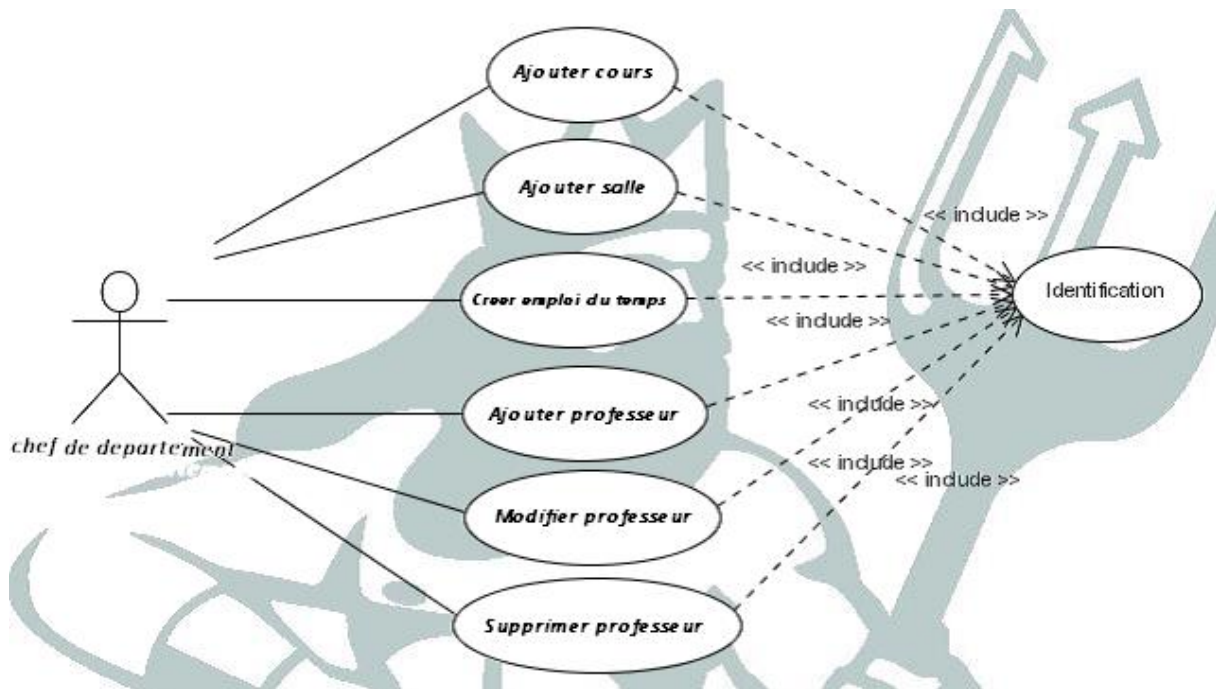 Ajouter cours
Ajouter salle
<< include >>
<< include >>
Identification
Creer emploi du temps
<< include >>
Ajouter professeur
<< include >>
chef de departement
<< include >>
<< include >>
Modifier professeur
Supprimer professeur